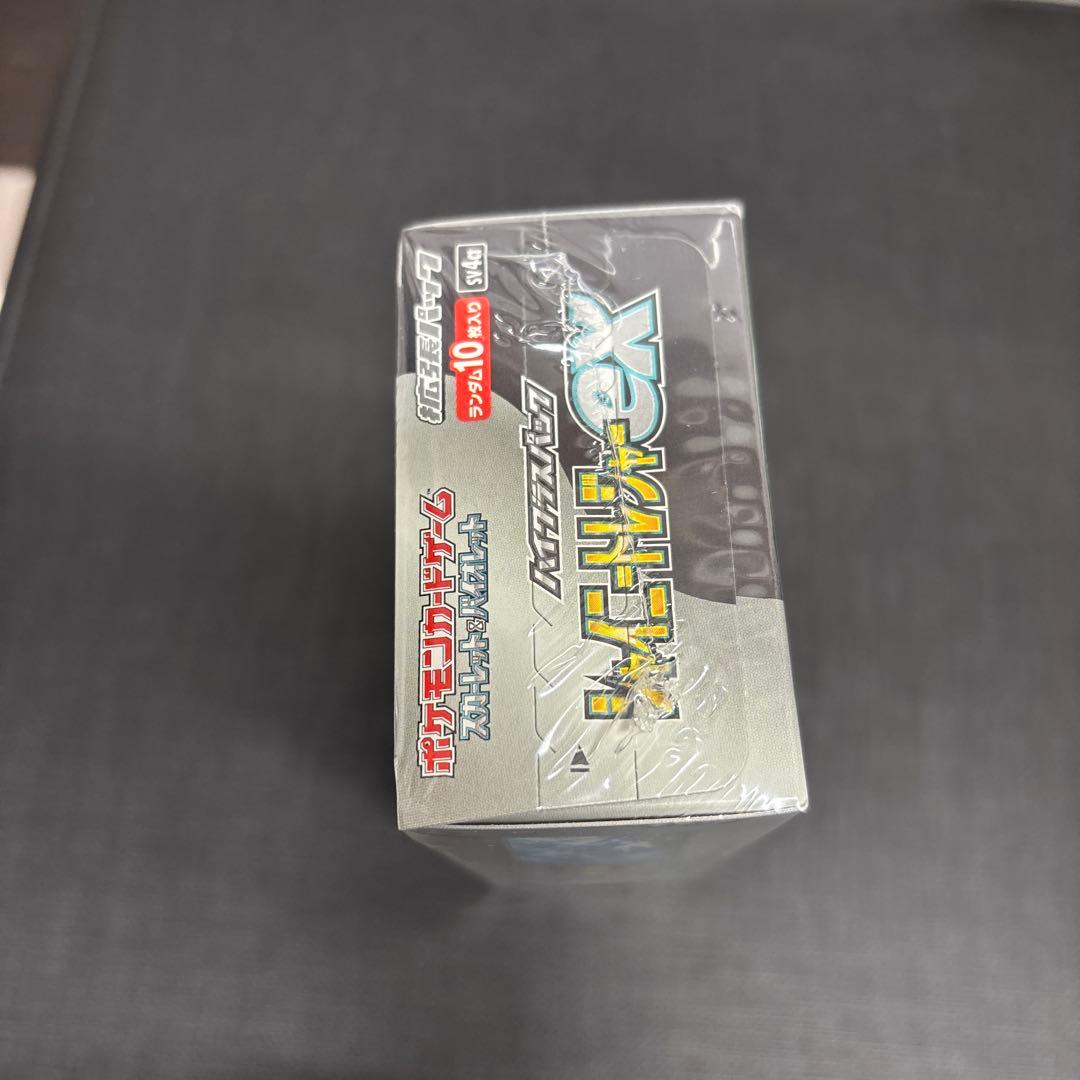 ポケモンカードゲーム
スカーレット&バイオレット
拡張パック
ランダム10枚入り
SV4a
ハイクラスパック
シャイニートレジャーex